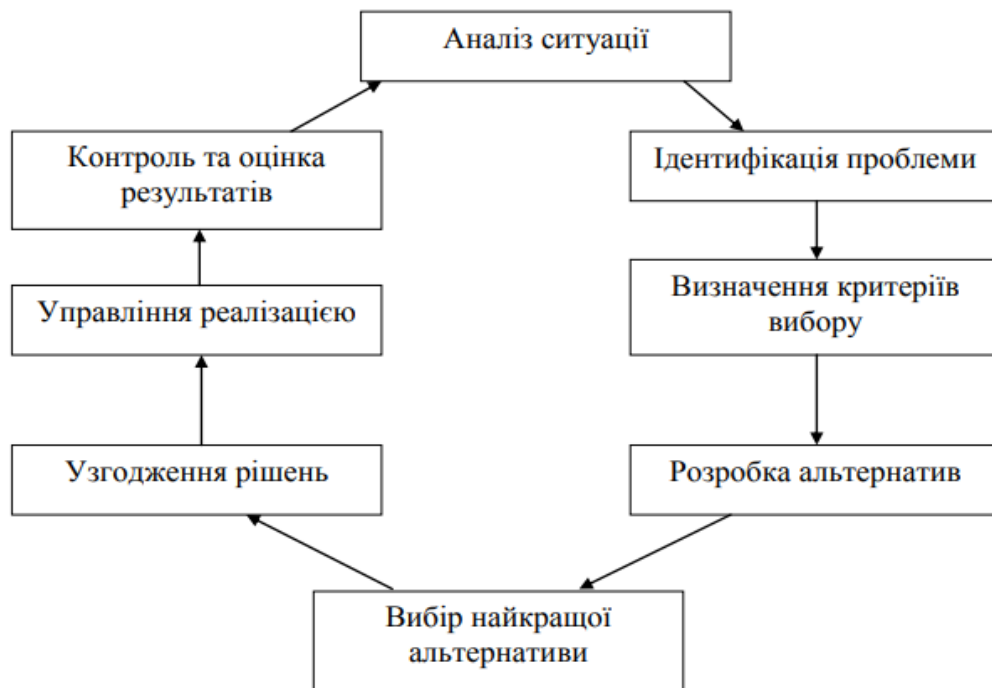 Аналіз ситуації
Контроль та оцінка
результатів
Ідентифікація проблеми
Управління реалізацією
Визначення критеріїв
вибору
Узгодження рішень
Розробка альтернатив
Вибір найкращої
альтернативи